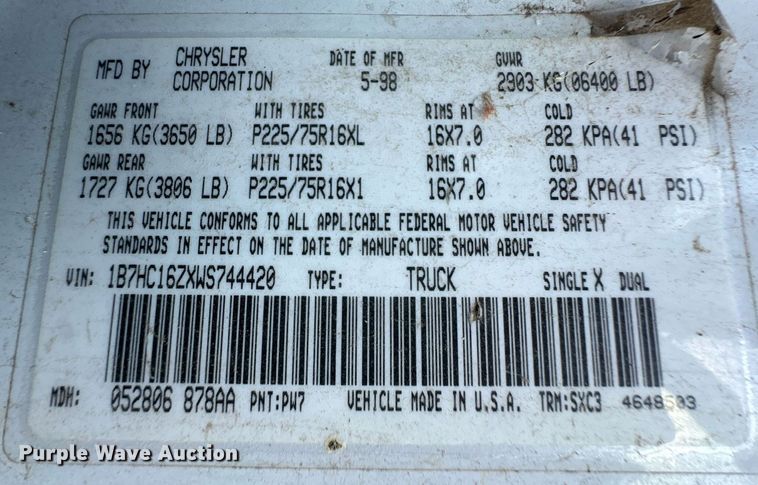 MFD BY CHRYSLER CORPORATION DATE OF MFR 5-98 GVWR 2903 KG(06400 LB)
GAWR FRONT WITH TIRES RIMS AT COLD
1656 KG(3650 LB) P225/75R16XL 16X7.0 282 KPA(41 PSI)
GAWR REAR WITH TIRES RIMS AT COLD
1727 KG(3806 LB) P225/75R16X1 16X7.0 282 KPA(41 PSI)
THIS VEHICLE CONFORMS TO ALL APPLICABLE FEDERAL MOTOR VEHICLE SAFETY
STANDARDS IN EFFECT ON THE DATE OF MANUFACTURE SHOWN ABOVE.
VIN: 1B7HC16ZXWS744420 TYPE: TRUCK SINGLE X DUAL
MDH: 052806 878AA PNT:PW7 VEHICLE MADE IN U.S.A. TRM:SXC3
Purple Wave Auction